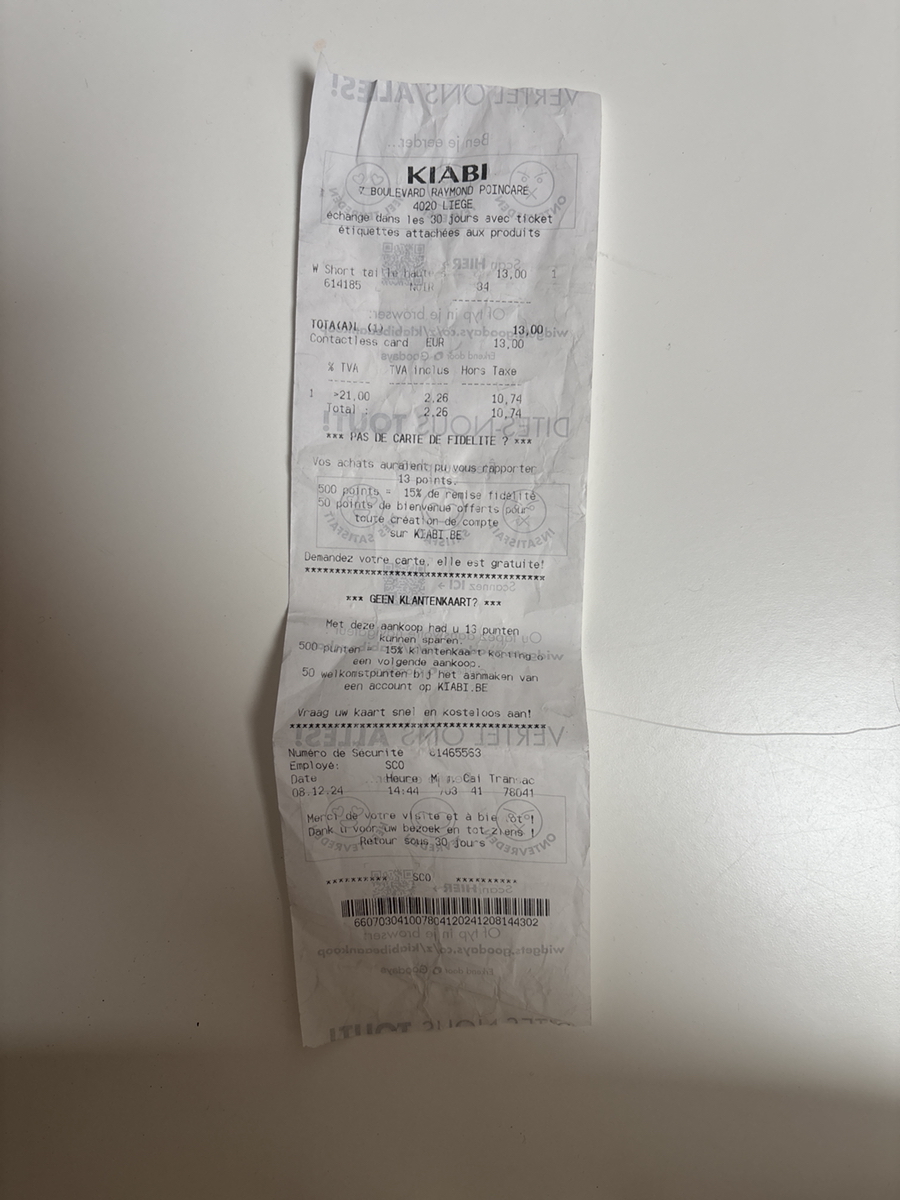 KIABI
7 BOULEVARD RAYMOND POINCARE
4020 LIEGE
échange dans les 30 jours avec ticket
étiquettes attachées aux produits
W Short taille haute 13,00 1
614185 NOIR 34
TOTA(A)L (1) 13,00
Contactless card EUR 13,00
% TVA TVA inclus Hors Taxe
1 >21,00 2,26 10,74
Total : 2,26 10,74
*** PAS DE CARTE DE FIDELITE ? ***
Vos achats auraient pu vous rapporter
13 points.
500 points = 15% de remise fidélité
50 points de bienvenue offerts pour
toute création de compte
sur KIABI.BE
Demandez votre carte, elle est gratuite!
****************************************
*** GEEN KLANTENKAART? ***
Met deze aankoop had u 13 punten
kunnen sparen.
500 punten = 15% klantenkaart korting
een volgende aankoop.
50 welkomstpunten bij het aanmaken van
een account op KIABI.BE
Vraag uw kaart snel en kosteloos aan!
****************************************
Numéro de Sécurité 61465563
Employé: SCO
Date Heure Mag. Cai Transac
08.12.24 14:44 703 41 78041
Merci de votre visite et à bientôt!
Dank u voor uw bezoek en tot ziens !
Retour sous 30 jours
********** SCO **********
660703041007804120241208144302